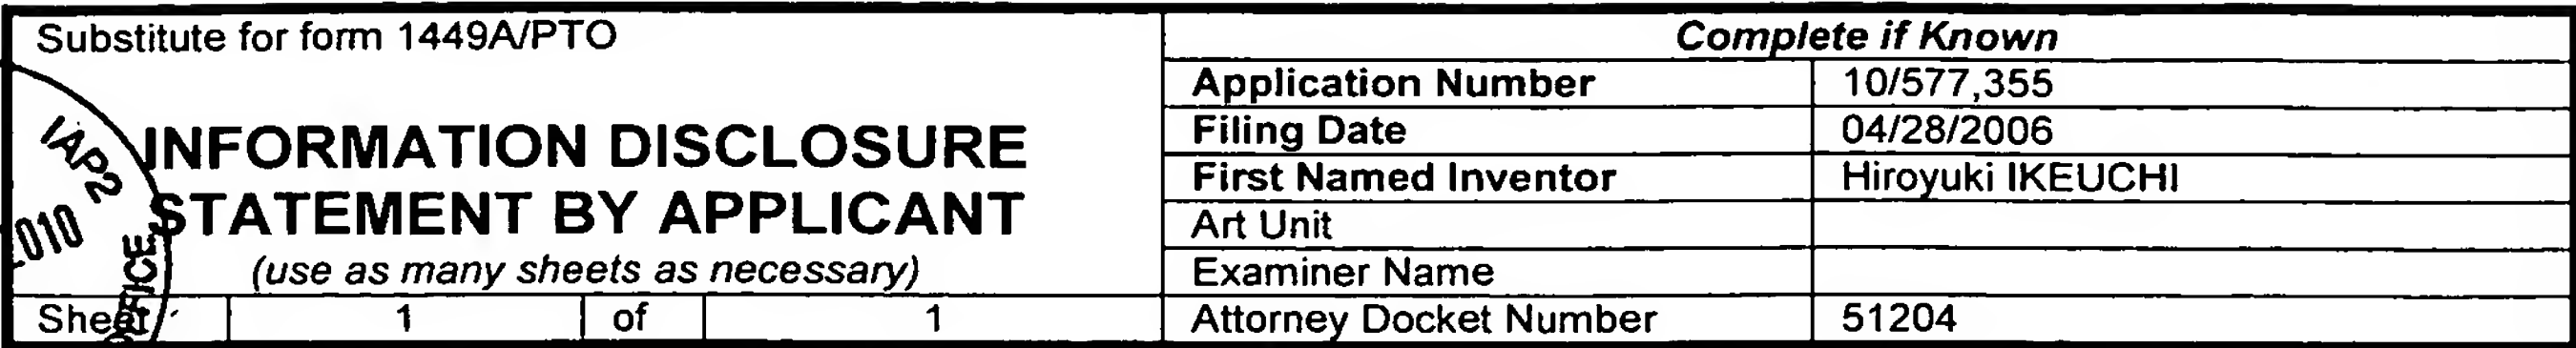 Substitute for form 1449A/PTO
INFORMATION DISCLOSURE
STATEMENT BY APPLICANT
(use as many sheets as necessary)
Sheet 1 of 1
Complete if Known
Application Number 10/577,355
Filing Date 04/28/2006
First Named Inventor Hiroyuki IKEUCHI
Art Unit
Examiner Name
Attorney Docket Number 51204
OFFICE